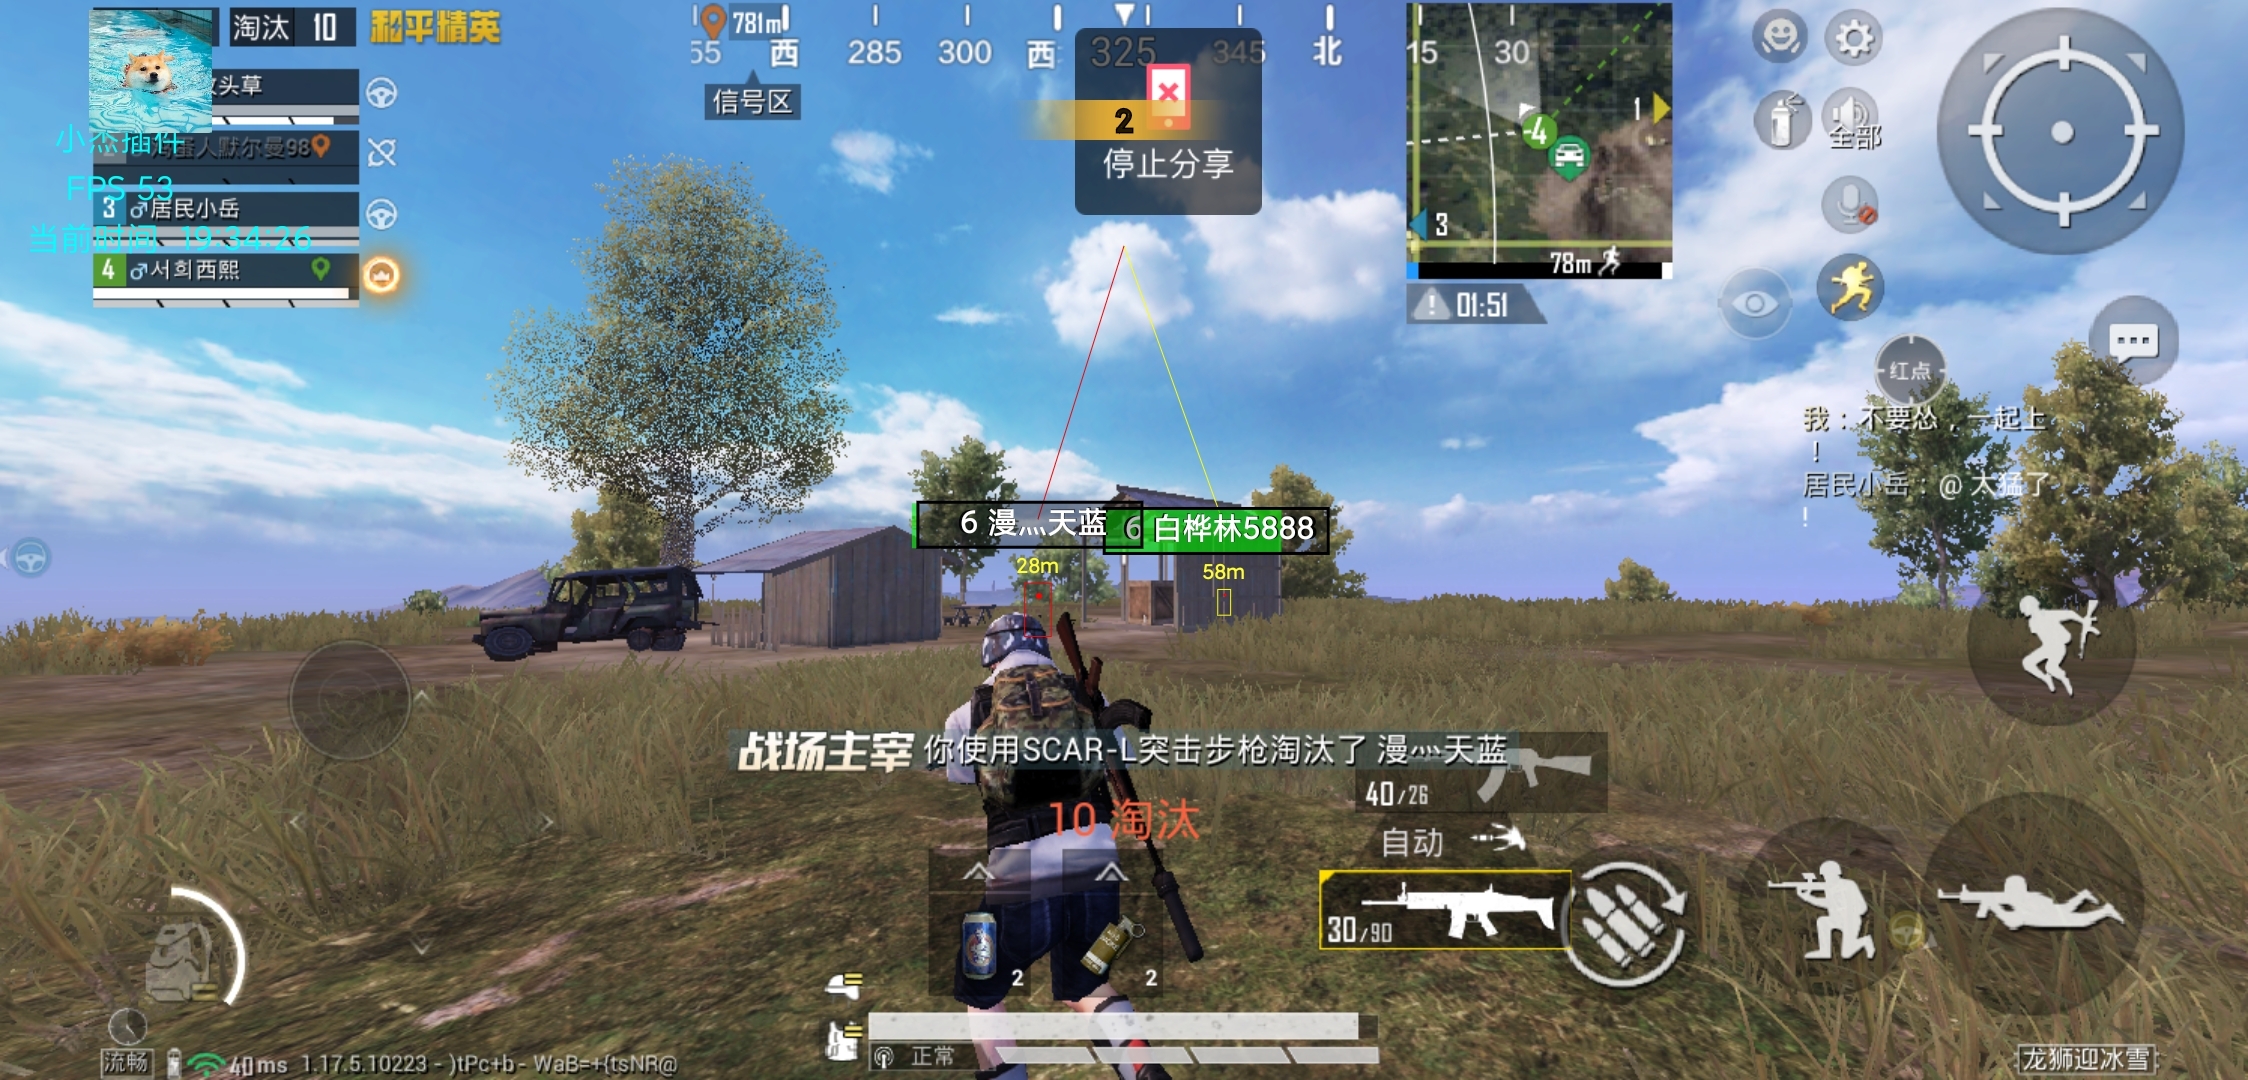 淘汰 10 和平精英
781m
55 西 285 300 西 325 345 北 15 30
信号区
2
停止分享
头草
小杰插件
98
FPS 53
3 ♂居民小岳
当前时间 19:34:26
4 ♂서희西熙
-4
1
3
78m
01:51
全部
红点
我：不要怂，一起上
！
居民小岳：@ 太猛了
！
6 漫灬天蓝
6 白桦林5888
28m
58m
战场主宰 你使用SCAR-L突击步枪淘汰了 漫灬天蓝
10 淘汰
40/26
自动
30/90
2
2
正常
流畅
40ms 1.17.5.10223 - )tPc+b - WaB=+{tsNR@
龙狮迎冰雪